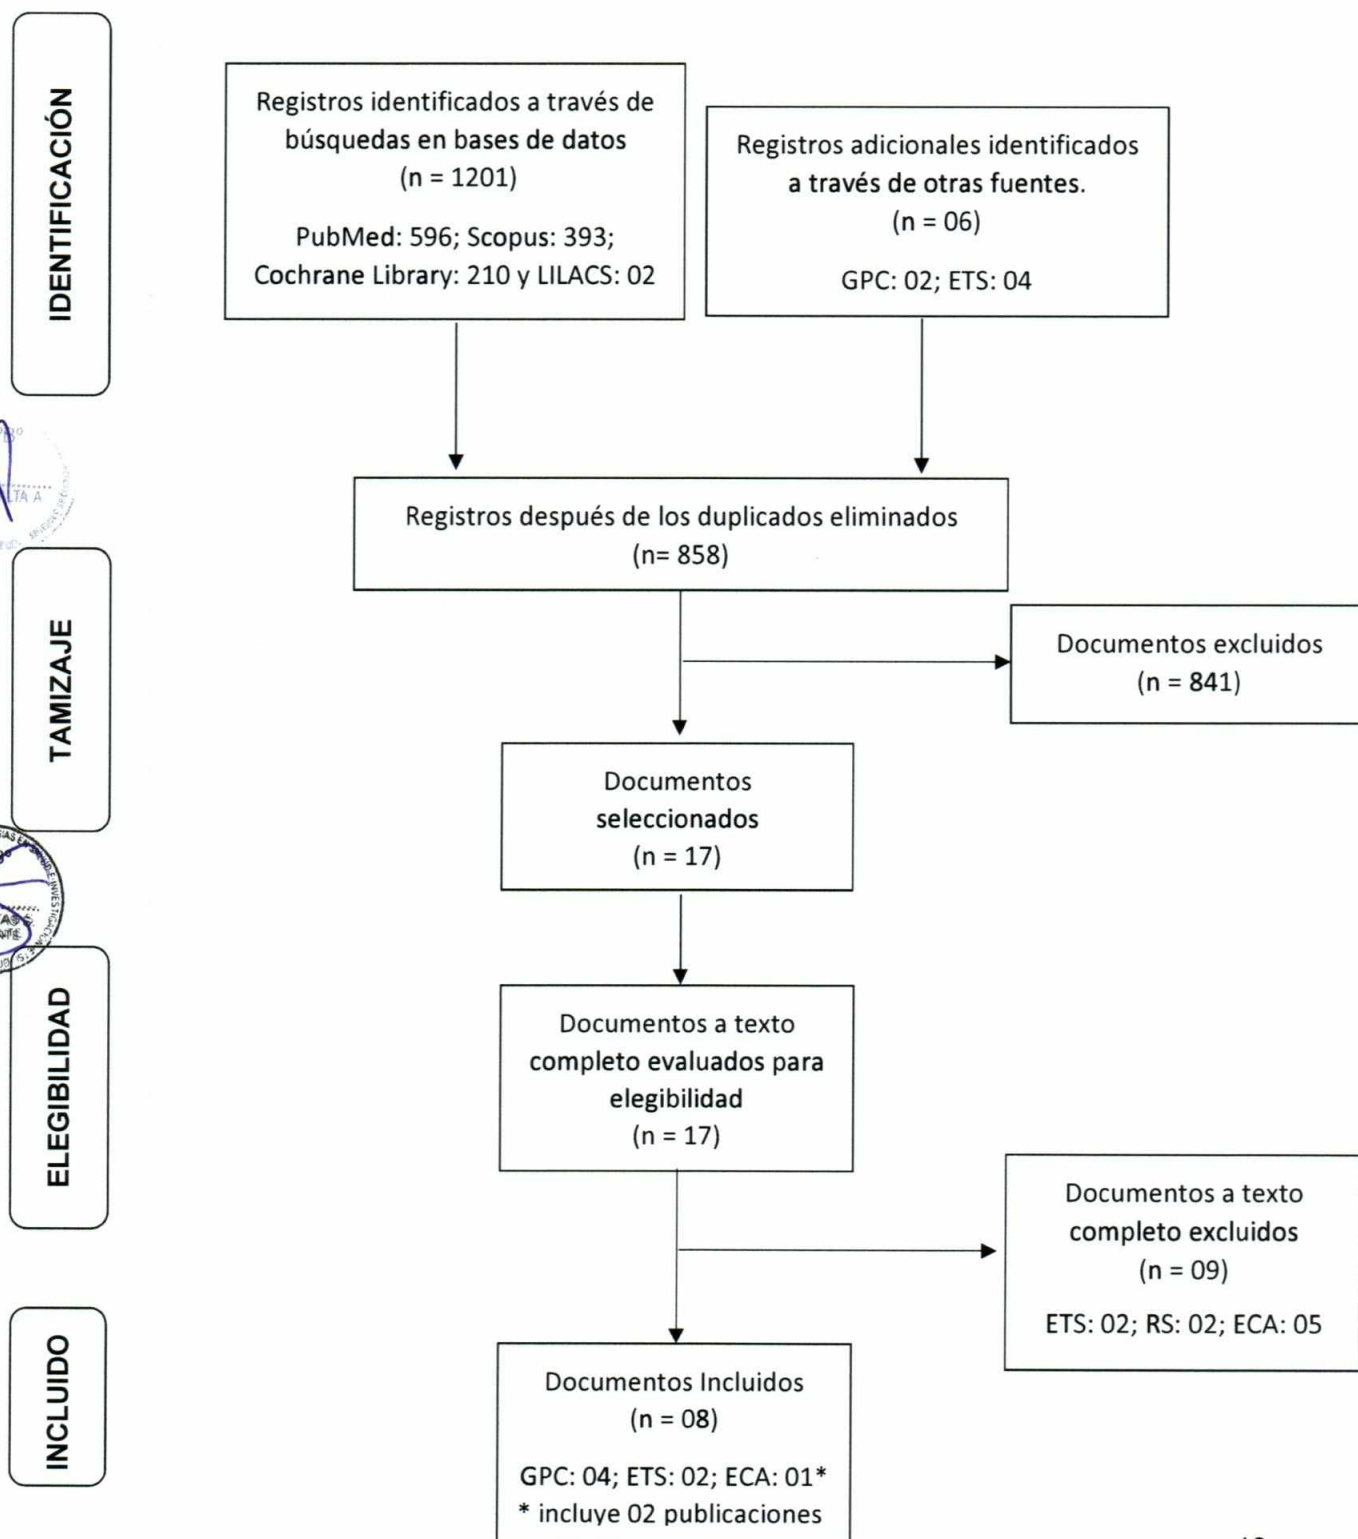 IDENTIFICACIÓN
Registros identificados a través de
búsquedas en bases de datos
(n = 1201)
PubMed: 596; Scopus: 393;
Cochrane Library: 210 y LILACS: 02
Registros adicionales identificados
a través de otras fuentes.
(n = 06)
GPC: 02; ETS: 04
Registros después de los duplicados eliminados
(n= 858)
TAMIZAJE
Documentos excluidos
(n = 841)
Documentos
seleccionados
(n = 17)
ELEGIBILIDAD
Documentos a texto
completo evaluados para
elegibilidad
(n = 17)
Documentos a texto
completo excluidos
(n = 09)
ETS: 02; RS: 02; ECA: 05
INCLUIDO
Documentos Incluidos
(n = 08)
GPC: 04; ETS: 02; ECA: 01*
* incluye 02 publicaciones